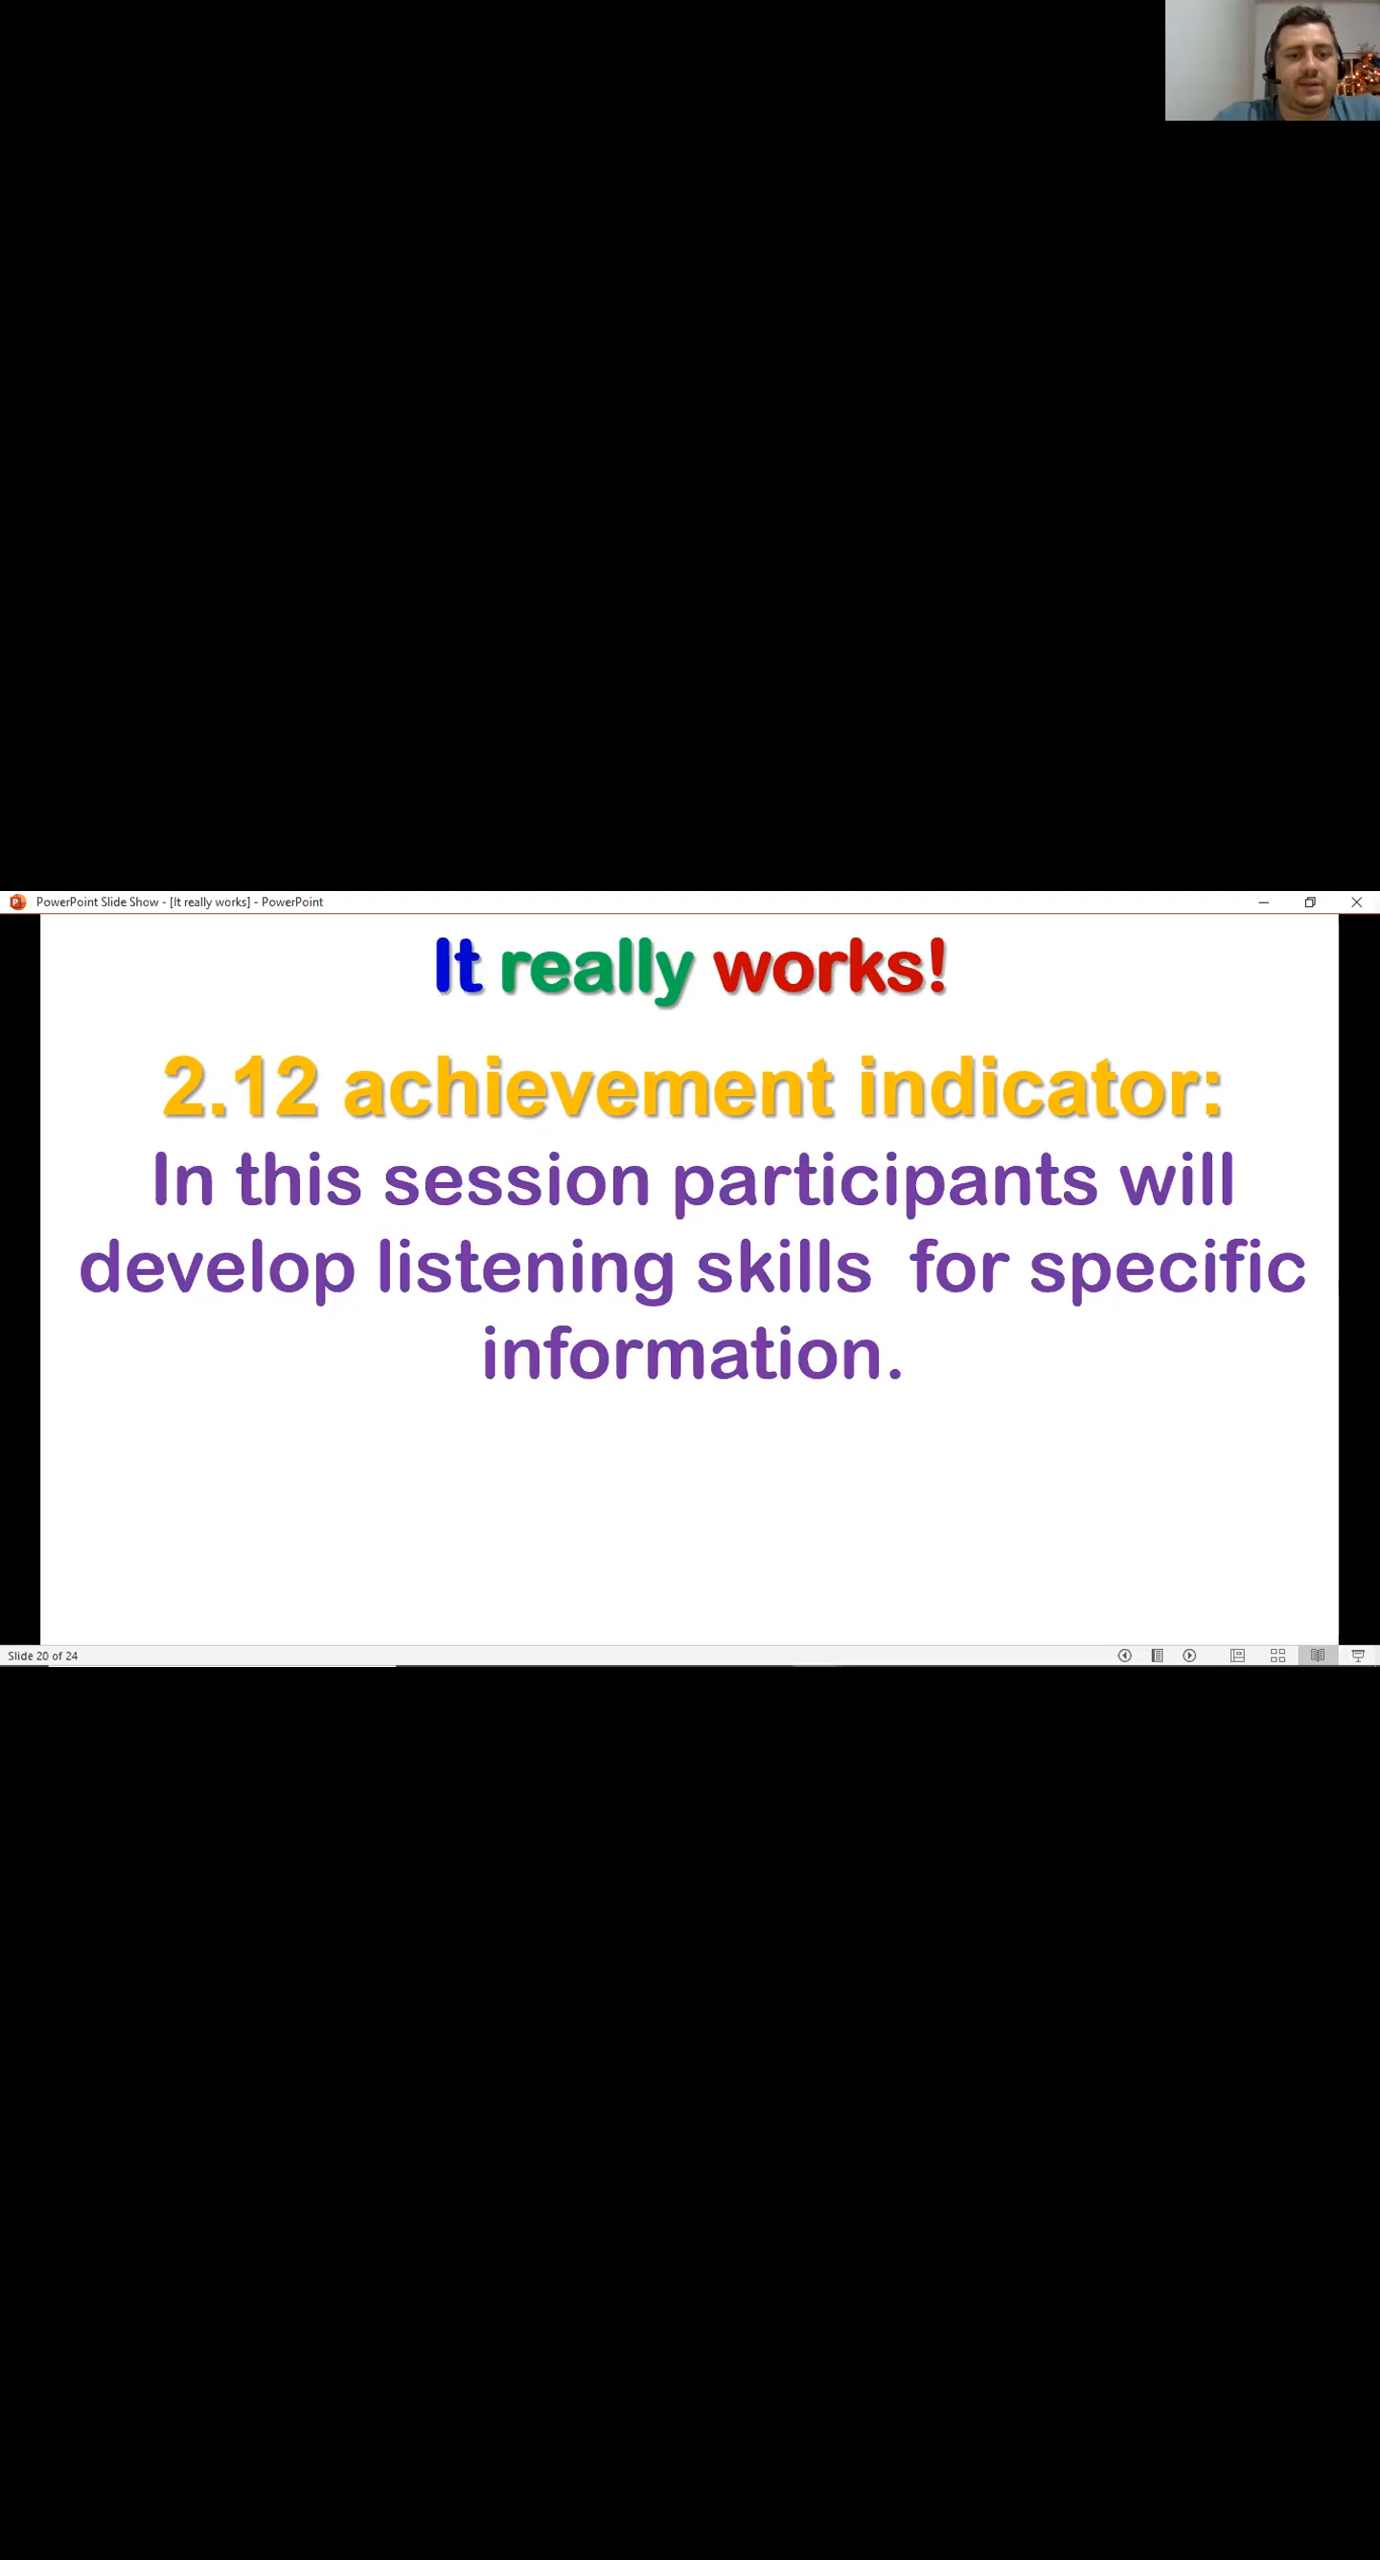 PowerPoint Slide Show - [It really works] - PowerPoint
It really works!
2.12 achievement indicator:
In this session participants will
develop listening skills  for specific
information.
Slide 20 of 24